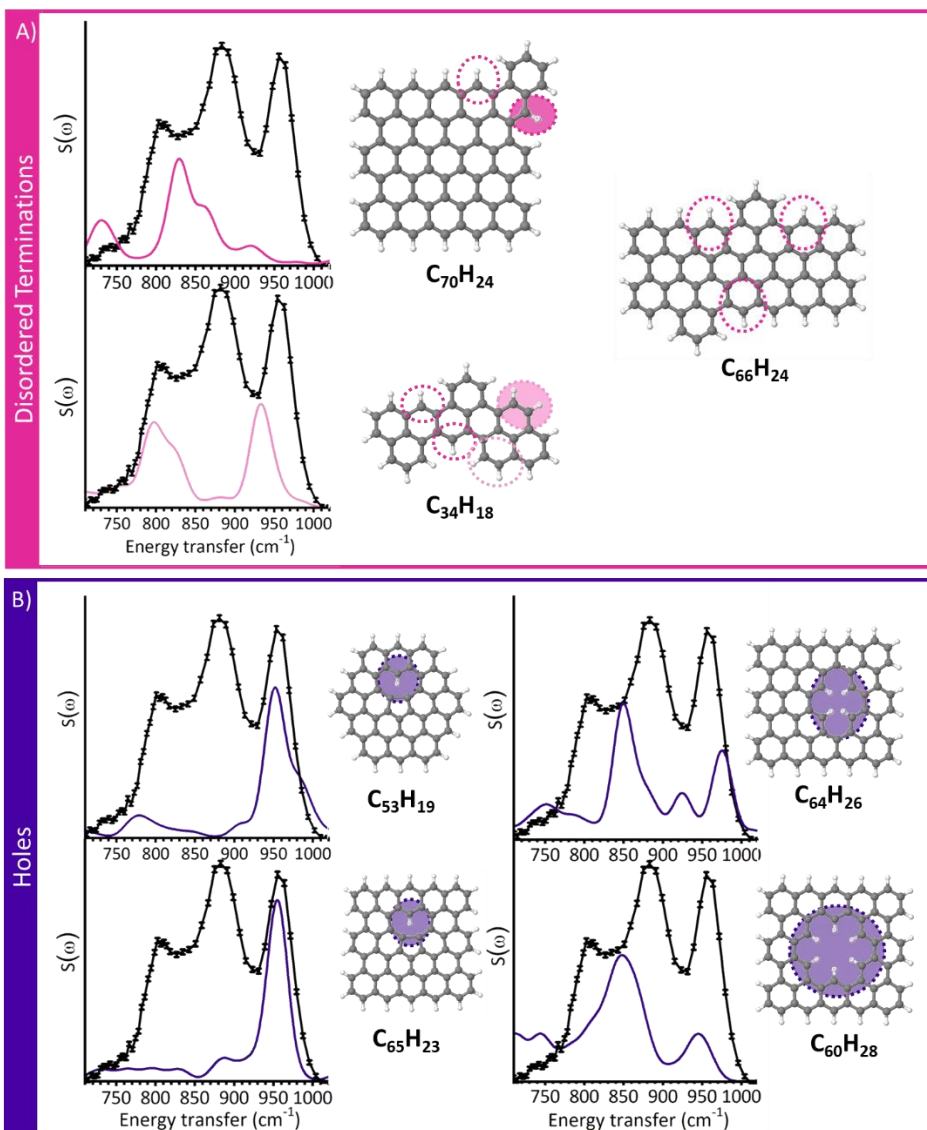 A)
Disordered Terminations
S(ω)
750 800 850 900 950 1000
C70H24
C66H24
S(ω)
750 800 850 900 950 1000
Energy transfer (cm-1)
C34H18
B)
Holes
S(ω)
750 800 850 900 950 1000
C53H19
S(ω)
750 800 850 900 950 1000
C64H26
S(ω)
750 800 850 900 950 1000
Energy transfer (cm-1)
C65H23
S(ω)
750 800 850 900 950 1000
Energy transfer (cm-1)
C60H28